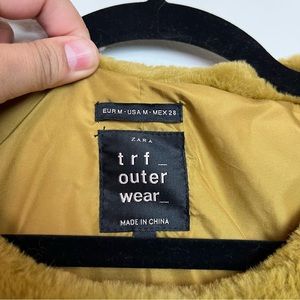 EUR M - USA M - MEX 28
ZARA
trf_
outer
wear_
MADE IN CHINA